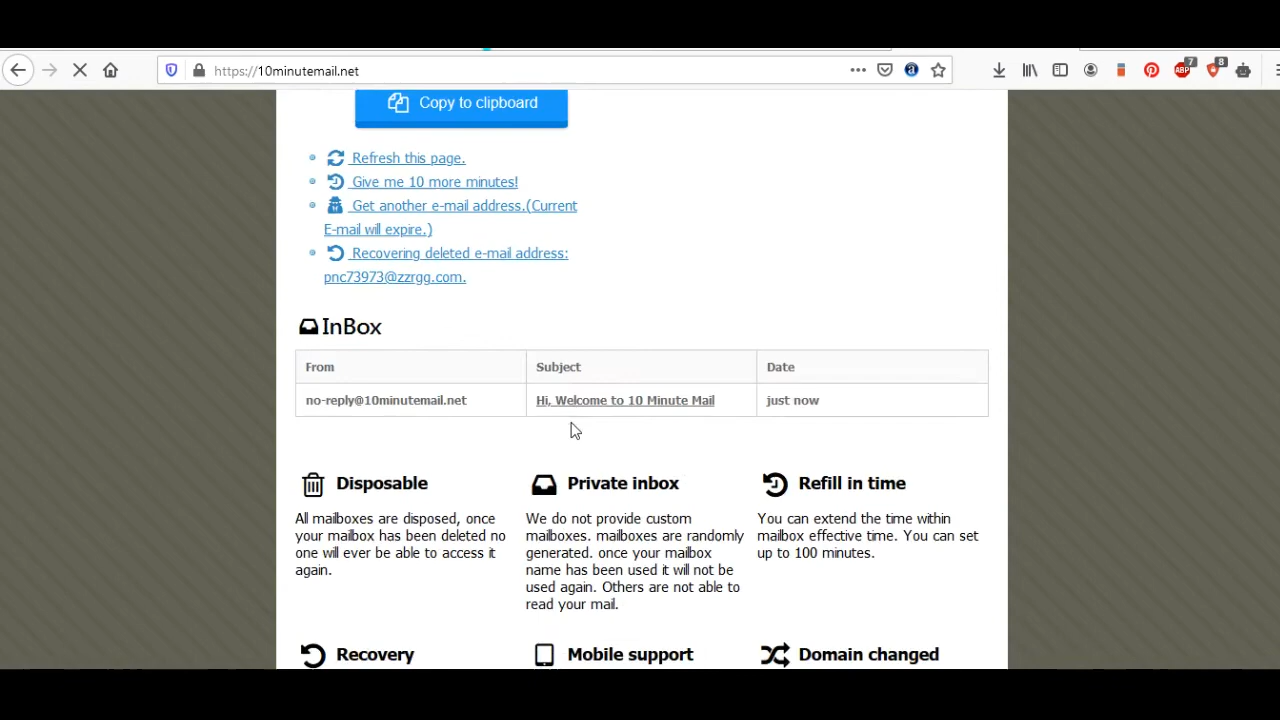 https://10minutemail.net
7
8
ABP
Copy to clipboard
Refresh this page.
Give me 10 more minutes!
Get another e-mail address.(Current
E-mail will expire.)
Recovering deleted e-mail address:
pnc73973@zzrgg.com.
InBox
From Subject Date
no-reply@10minutemail.net Hi, Welcome to 10 Minute Mail just now
Disposable
All mailboxes are disposed, once
your mailbox has been deleted no
one will ever be able to access it
again.
Private inbox
We do not provide custom
mailboxes. mailboxes are randomly
generated. once your mailbox
name has been used it will not be
used again. Others are not able to
read your mail.
Refill in time
You can extend the time within
mailbox effective time. You can set
up to 100 minutes.
Recovery
Mobile support
Domain changed